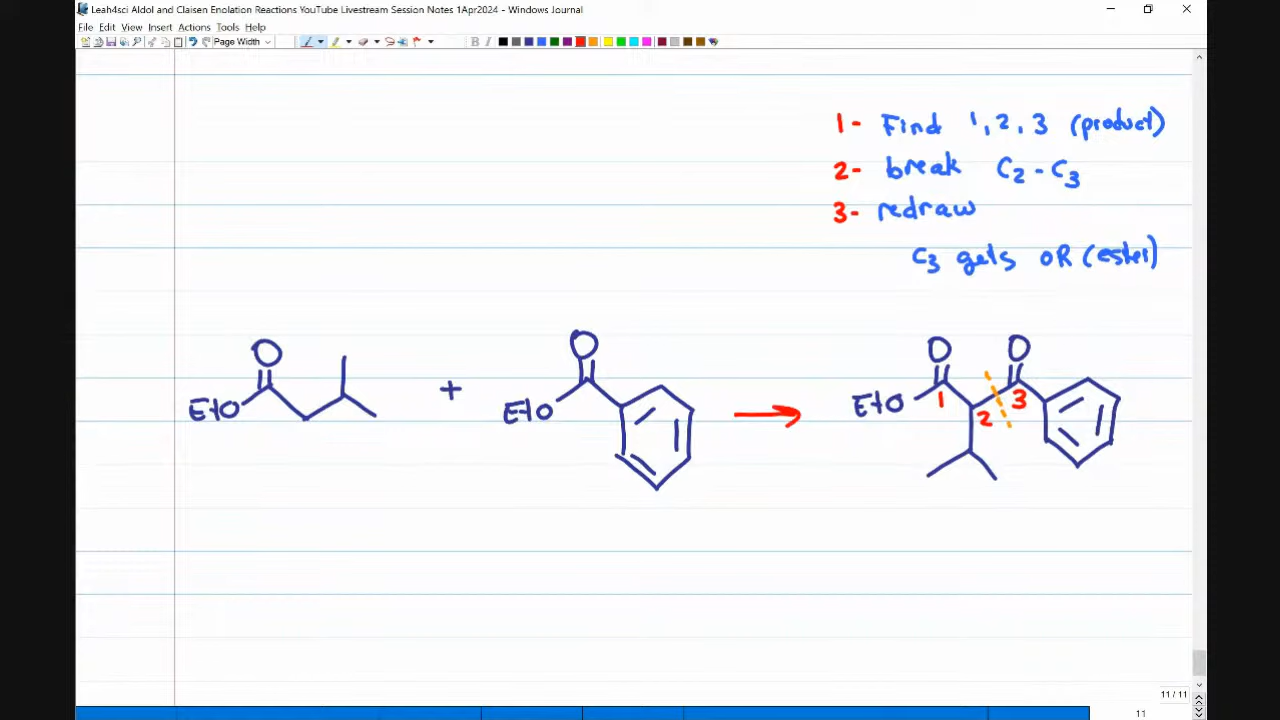 Leah4sci Aldol and Claisen Enolation Reactions YouTube Livestream Session Notes 1Apr2024 - Windows Journal
File Edit View Insert Actions Tools Help
Page Width
B I
1- Find 1, 2, 3 (product)
2- break C2 - C3
3- redraw
C3 gets OR (ester)
O O O O
EtO + EtO EtO 1 2 3
11 / 11
11